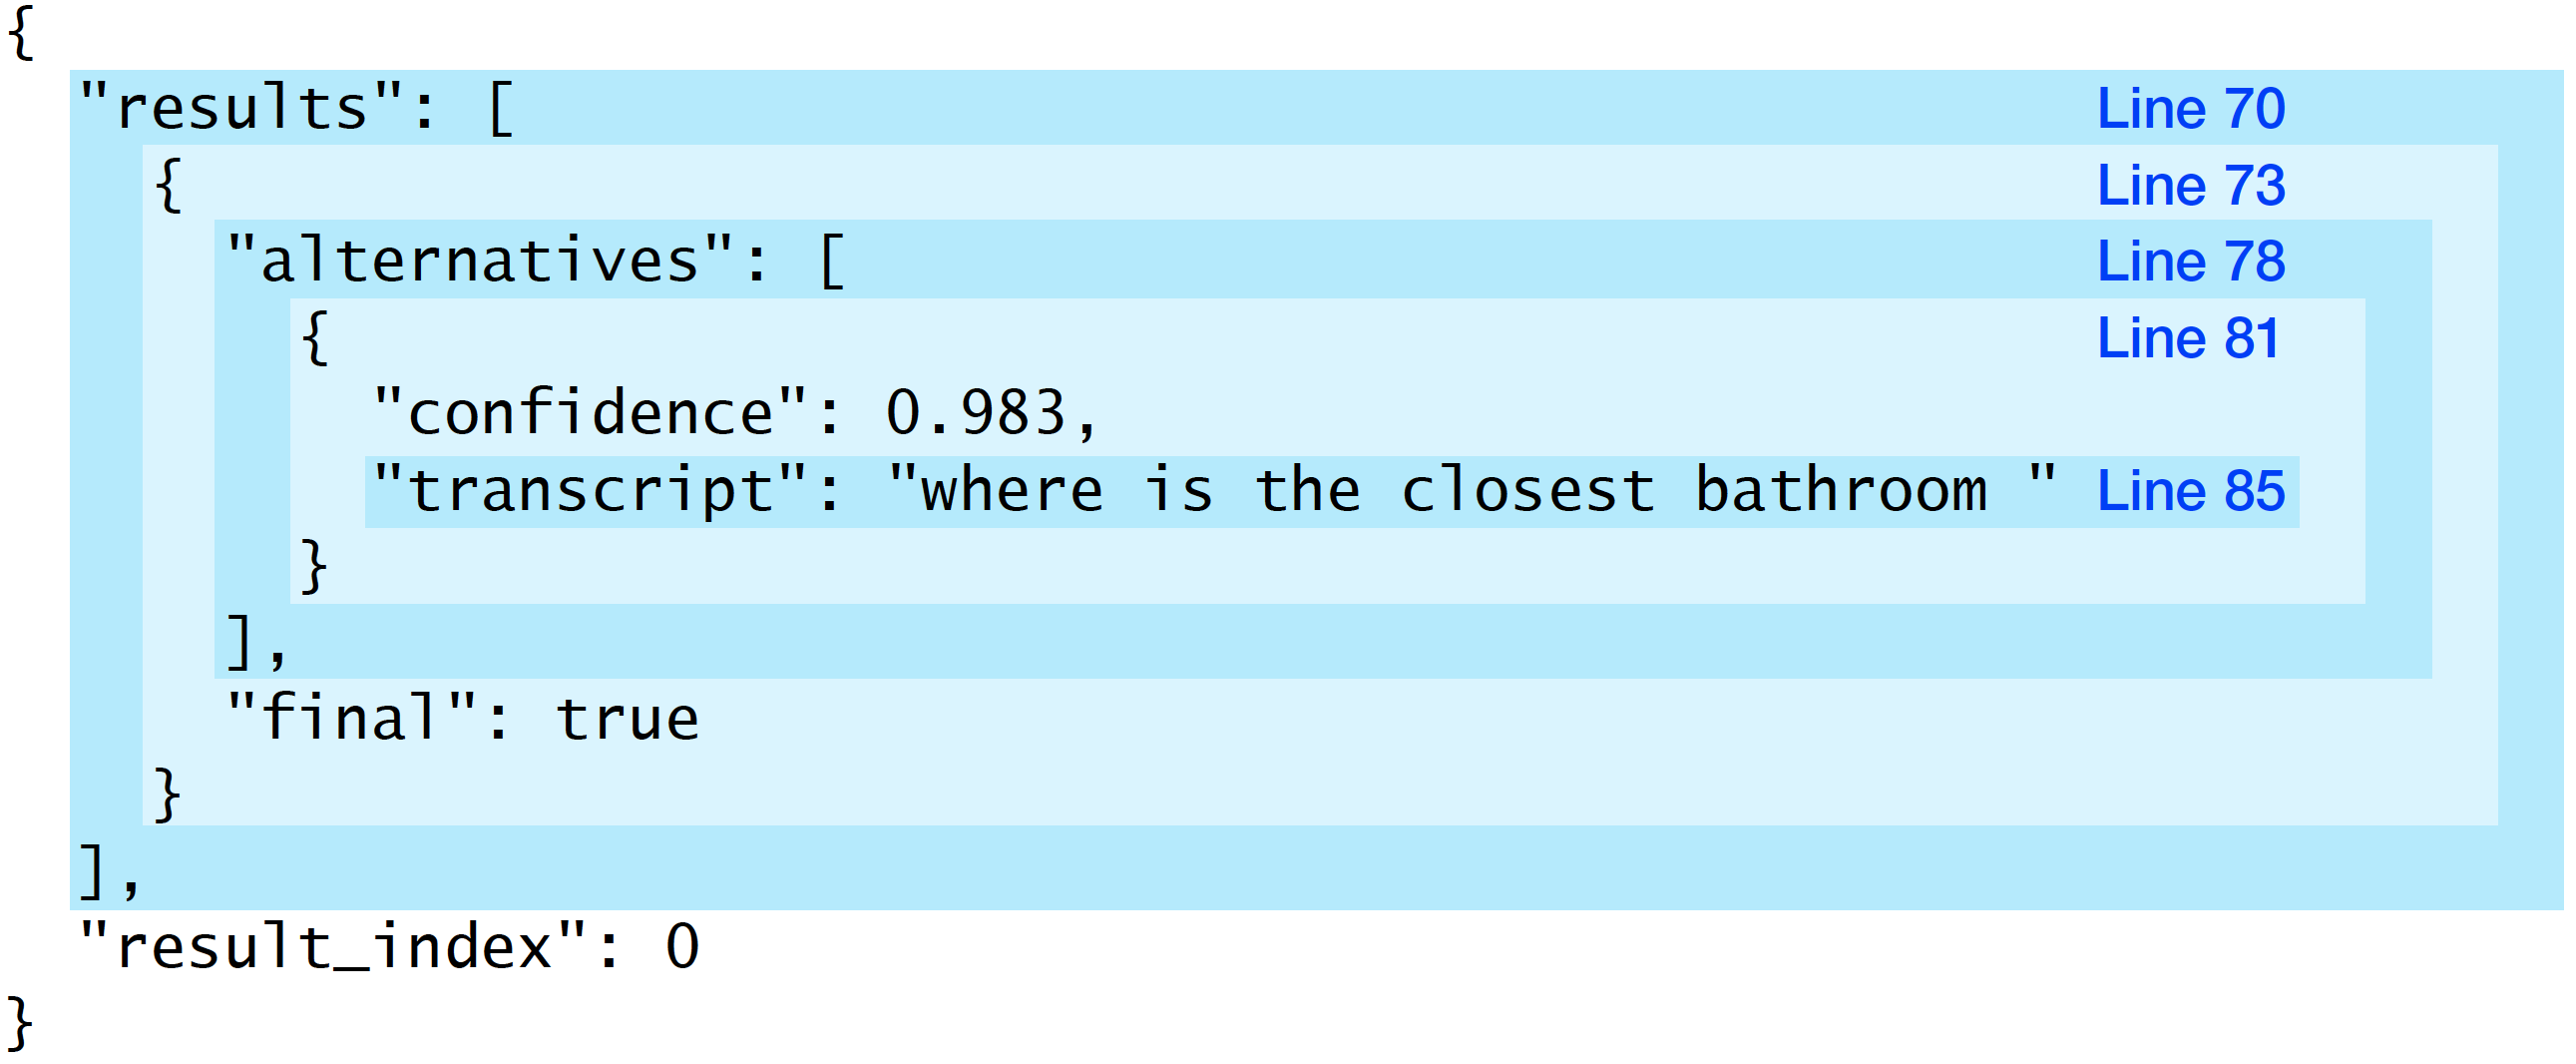 {
"results": [ Line 70
{ Line 73
"alternatives": [ Line 78
{ Line 81
"confidence": 0.983,
"transcript": "where is the closest bathroom " Line 85
}
],
"final": true
}
],
"result_index": 0
}